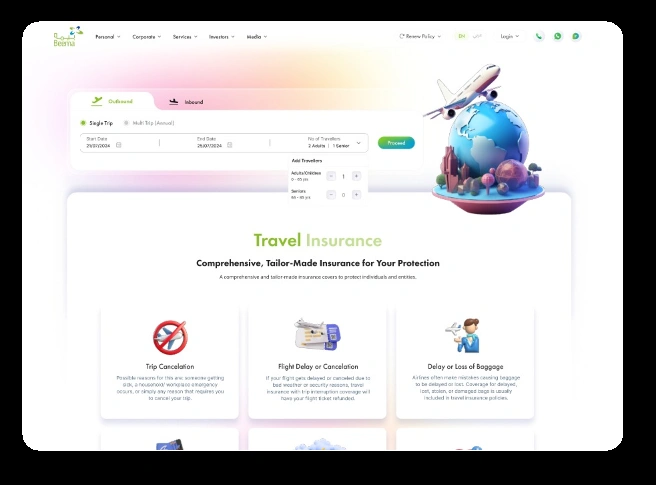 Beema
Personal
Corporate
Services
Investors
Media
Renew Policy
EN
عربي
Login
Outbound
Inbound
Single Trip
Multi Trip (Annual)
Start Date
End Date
No of Travellers
21/07/2024
25/07/2024
2 Adults | 1 Senior
Proceed
Add Travellers
Adults/Children
0 - 65 yrs
- 1 +
Seniors
66 - 85 yrs
- 0 +
Travel Insurance
Comprehensive, Tailor-Made Insurance for Your Protection
A comprehensive and tailor-made insurance covers to protect individuals and entities.
Trip Cancelation
Possible reasons for this are: someone getting
sick, a household/ workplace emergency
occurs, or simply any reason that requires you
to cancel your trip.
Flight Delay or Cancelation
If your flight gets delayed or canceled due to
bad weather or security reasons, travel
insurance with trip interruption coverage will
have your flight ticket refunded.
Delay or Loss of Baggage
Airlines often make mistakes causing baggage
to be delayed or lost. Coverage for delayed,
lost, stolen, or damaged bags is usually
included in travel insurance policies.